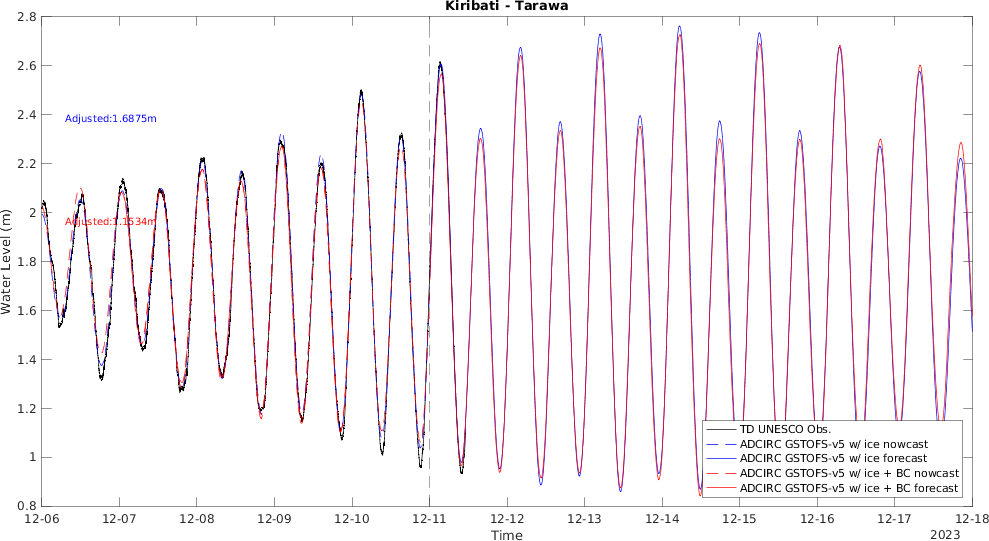 Kiribati - Tarawa
2.8
2.6
2.4
2.2
2
1.8
1.6
1.4
1.2
1
0.8
Water Level (m)
Adjusted:1.6875m
Adjusted:1.1534m
TD UNESCO Obs.
ADCIRC GSTOFS-v5 w/ ice nowcast
ADCIRC GSTOFS-v5 w/ ice forecast
ADCIRC GSTOFS-v5 w/ ice + BC nowcast
ADCIRC GSTOFS-v5 w/ ice + BC forecast
12-06 12-07 12-08 12-09 12-10 12-11 12-12 12-13 12-14 12-15 12-16 12-17 12-18
Time
2023